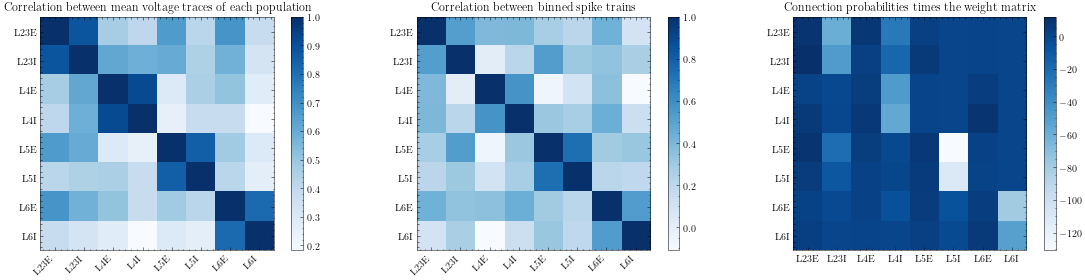 Correlation between mean voltage traces of each population
L23E
L23I
L4E
L4I
L5E
L5I
L6E
L6I
L23E L23I L4E L4I L5E L5I L6E L6I
1.0
0.9
0.8
0.7
0.6
0.5
0.4
0.3
0.2
Correlation between binned spike trains
L23E
L23I
L4E
L4I
L5E
L5I
L6E
L6I
L23E L23I L4E L4I L5E L5I L6E L6I
1.0
0.8
0.6
0.4
0.2
0.0
Connection probabilities times the weight matrix
L23E
L23I
L4E
L4I
L5E
L5I
L6E
L6I
L23E L23I L4E L4I L5E L5I L6E L6I
0
−20
−40
−60
−80
−100
−120